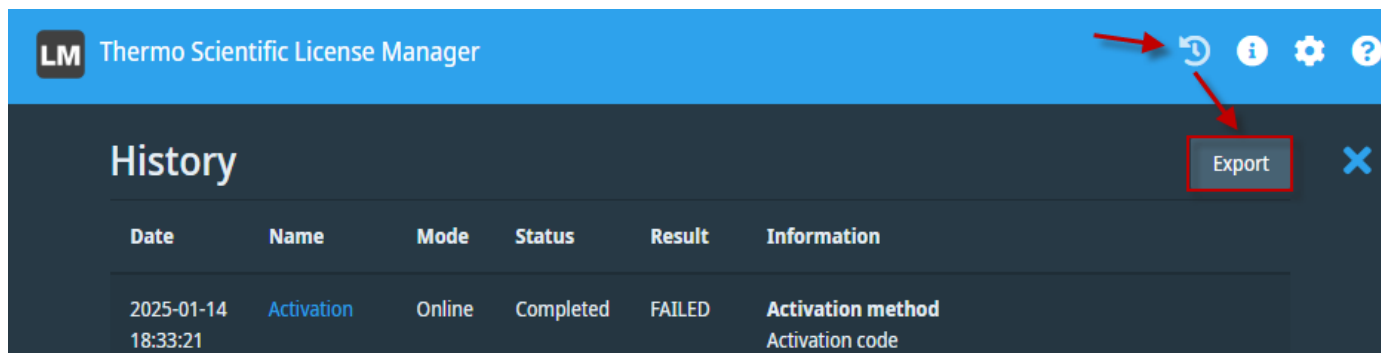 LM Thermo Scientific License Manager
History
Export
Date Name Mode Status Result Information
2025-01-14 Activation Online Completed FAILED Activation method
18:33:21 Activation code